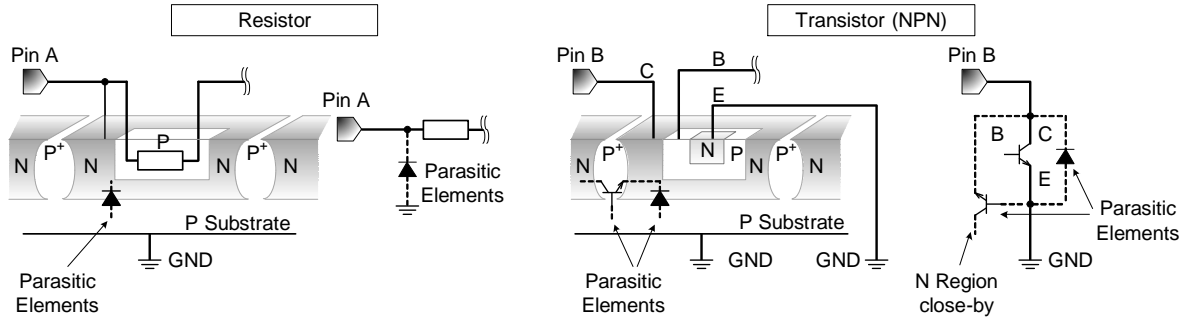 Resistor
Transistor (NPN)
Pin A
Pin B
C
B
E
Pin B
Pin A
N
P+
N
P
P+
N
N
Parasitic
Elements
N
P+
N
N
P
P+
N
N
B
C
E
Parasitic
Elements
P Substrate
GND
Parasitic
Elements
P Substrate
GND
GND
Parasitic
Elements
GND
N Region
close-by